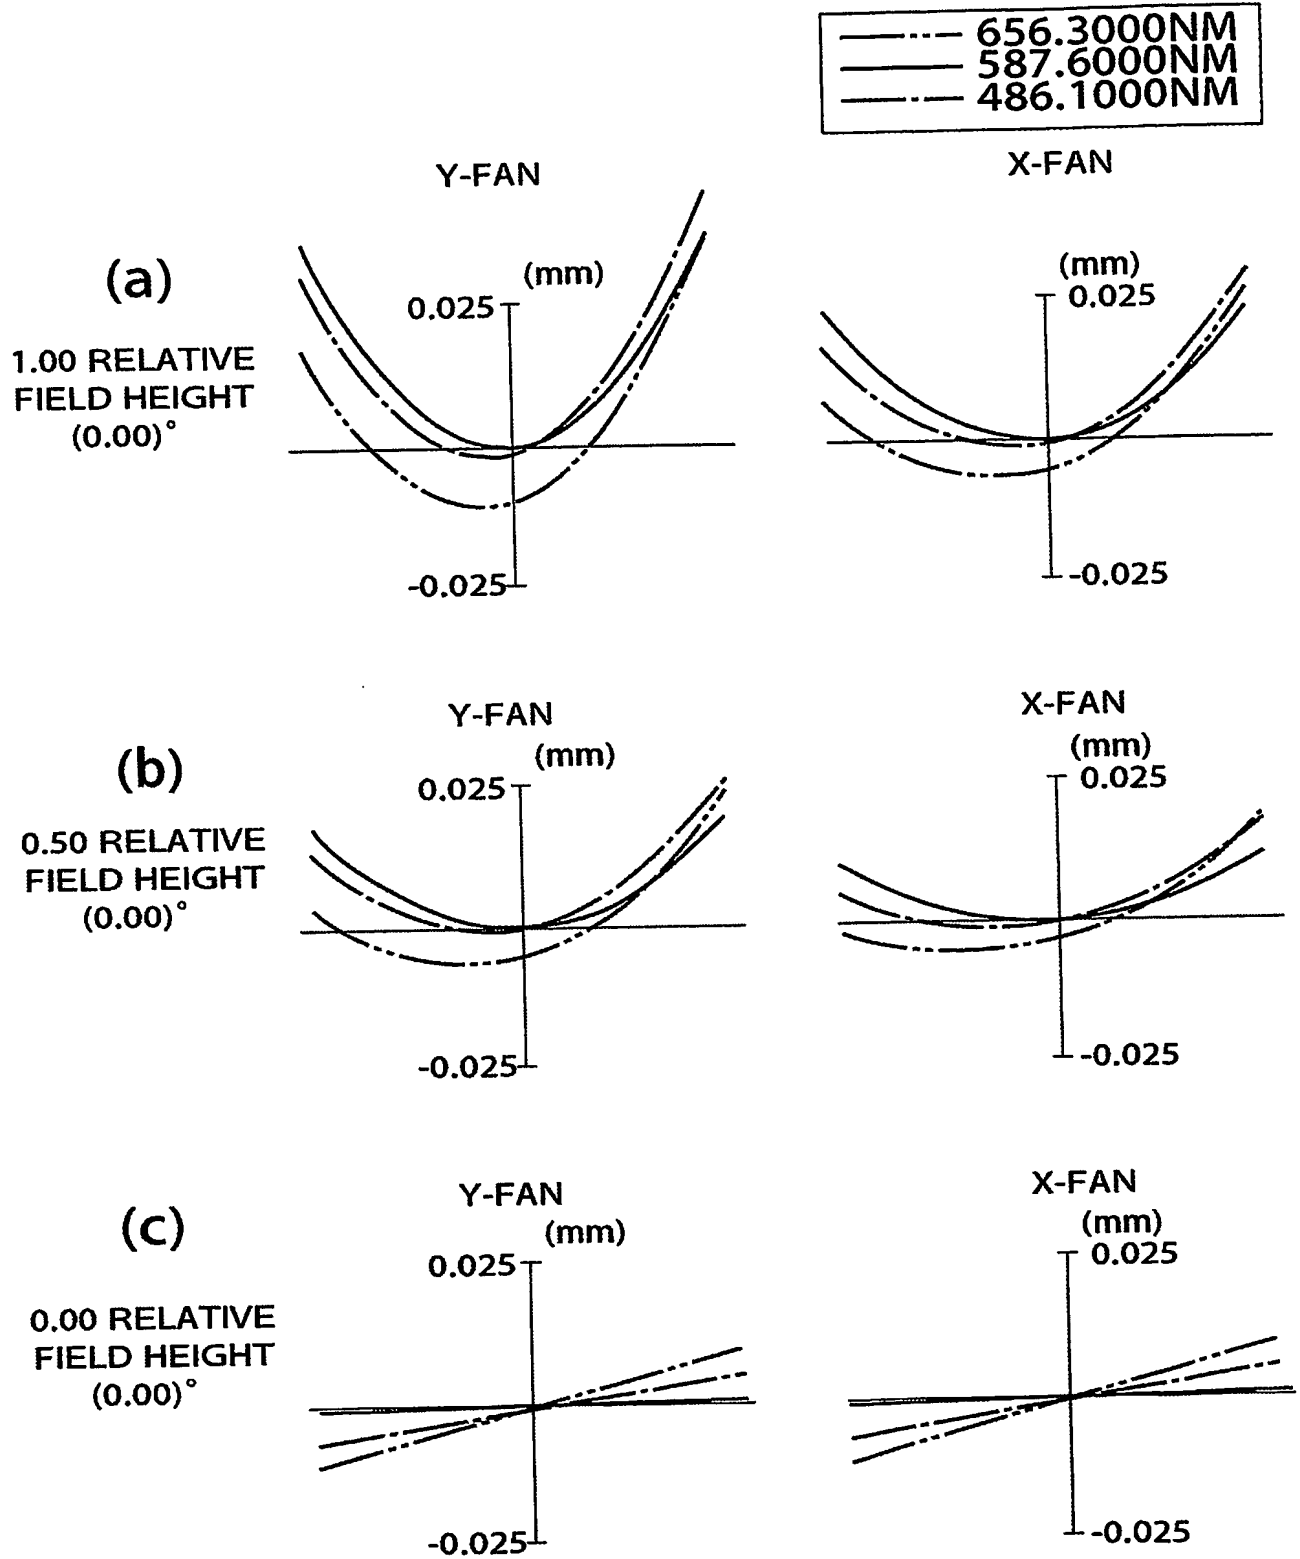 656.3000NM
587.6000NM
486.1000NM
Y-FAN
X-FAN
(a)
1.00 RELATIVE
FIELD HEIGHT
(0.00)°
(mm)
0.025
-0.025
(mm)
0.025
-0.025
Y-FAN
X-FAN
(b)
0.50 RELATIVE
FIELD HEIGHT
(0.00)°
(mm)
0.025
-0.025
(mm)
0.025
-0.025
Y-FAN
X-FAN
(c)
0.00 RELATIVE
FIELD HEIGHT
(0.00)°
(mm)
0.025
-0.025
(mm)
0.025
-0.025